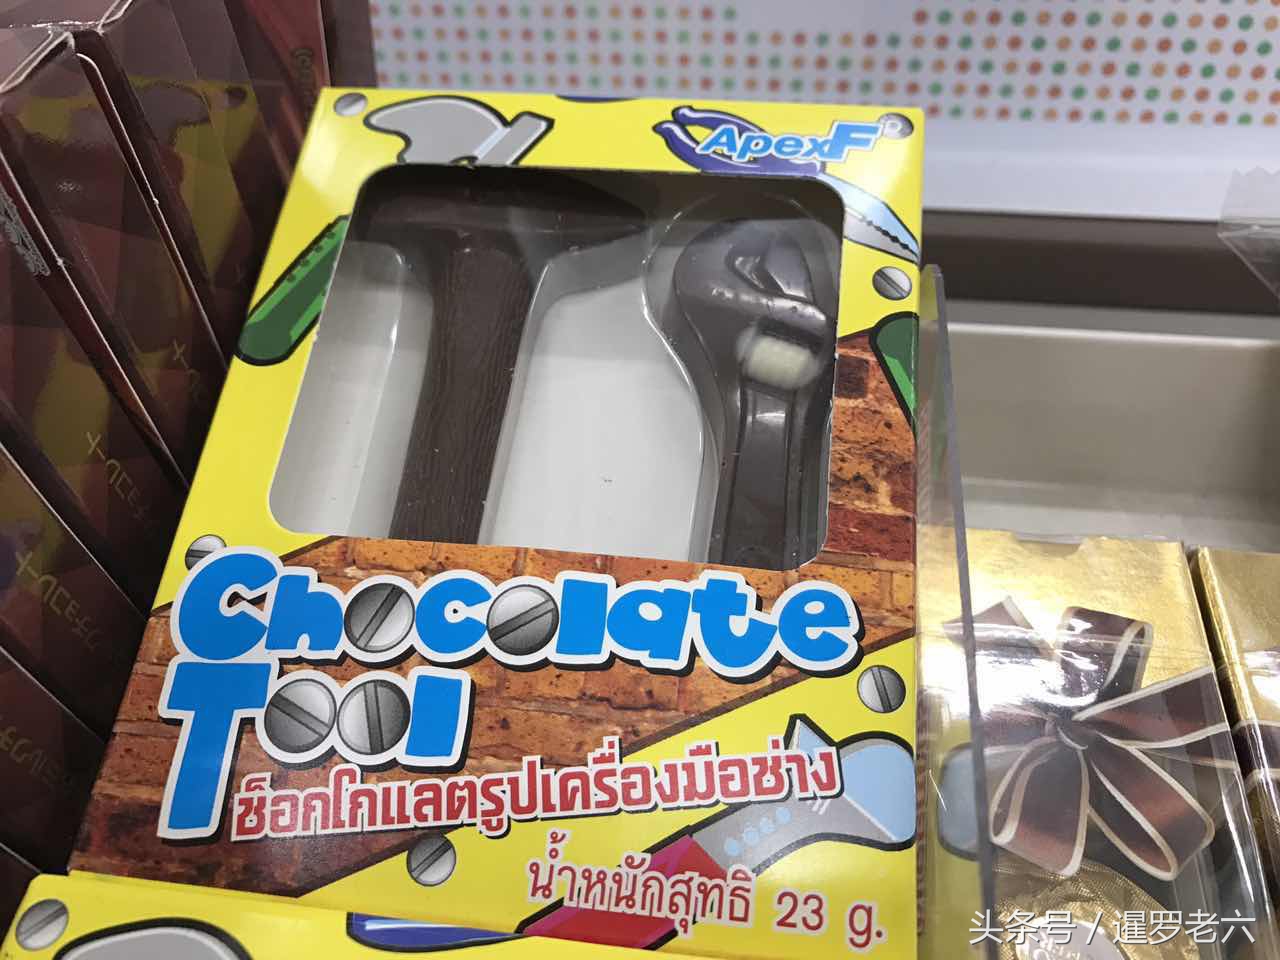 ApexF
Chocolate
Tool
ช็อกโกแลตรูปเครื่องมือช่าง
น้ำหนักสุทธิ 23 g.
头条号 / 暹罗老六